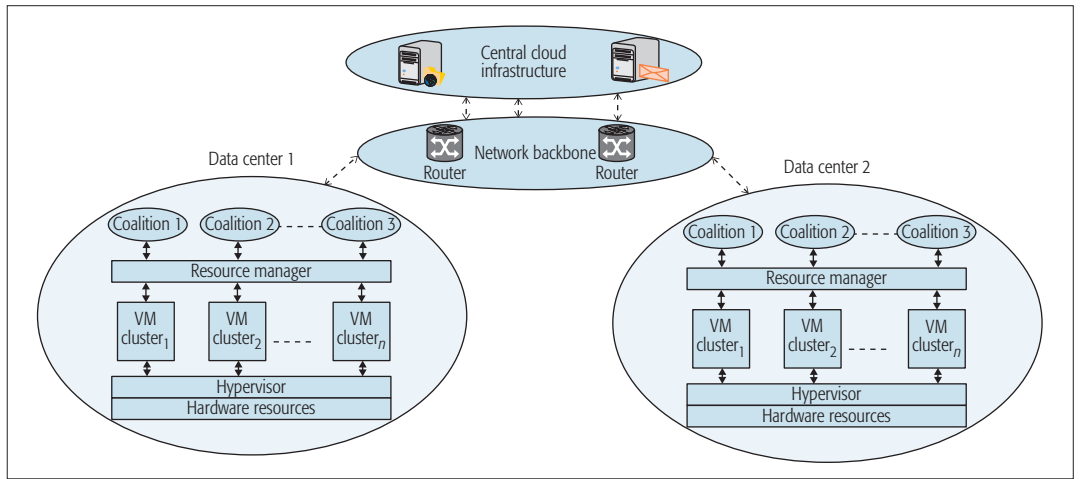 Central cloud
infrastructure
Network backbone
Router
Router
Data center 1
Coalition 1
Coalition 2
Coalition 3
Resource manager
VM
cluster1
VM
cluster2
VM
clustern
Hypervisor
Hardware resources
Data center 2
Coalition 1
Coalition 2
Coalition 3
Resource manager
VM
cluster1
VM
cluster2
VM
clustern
Hypervisor
Hardware resources